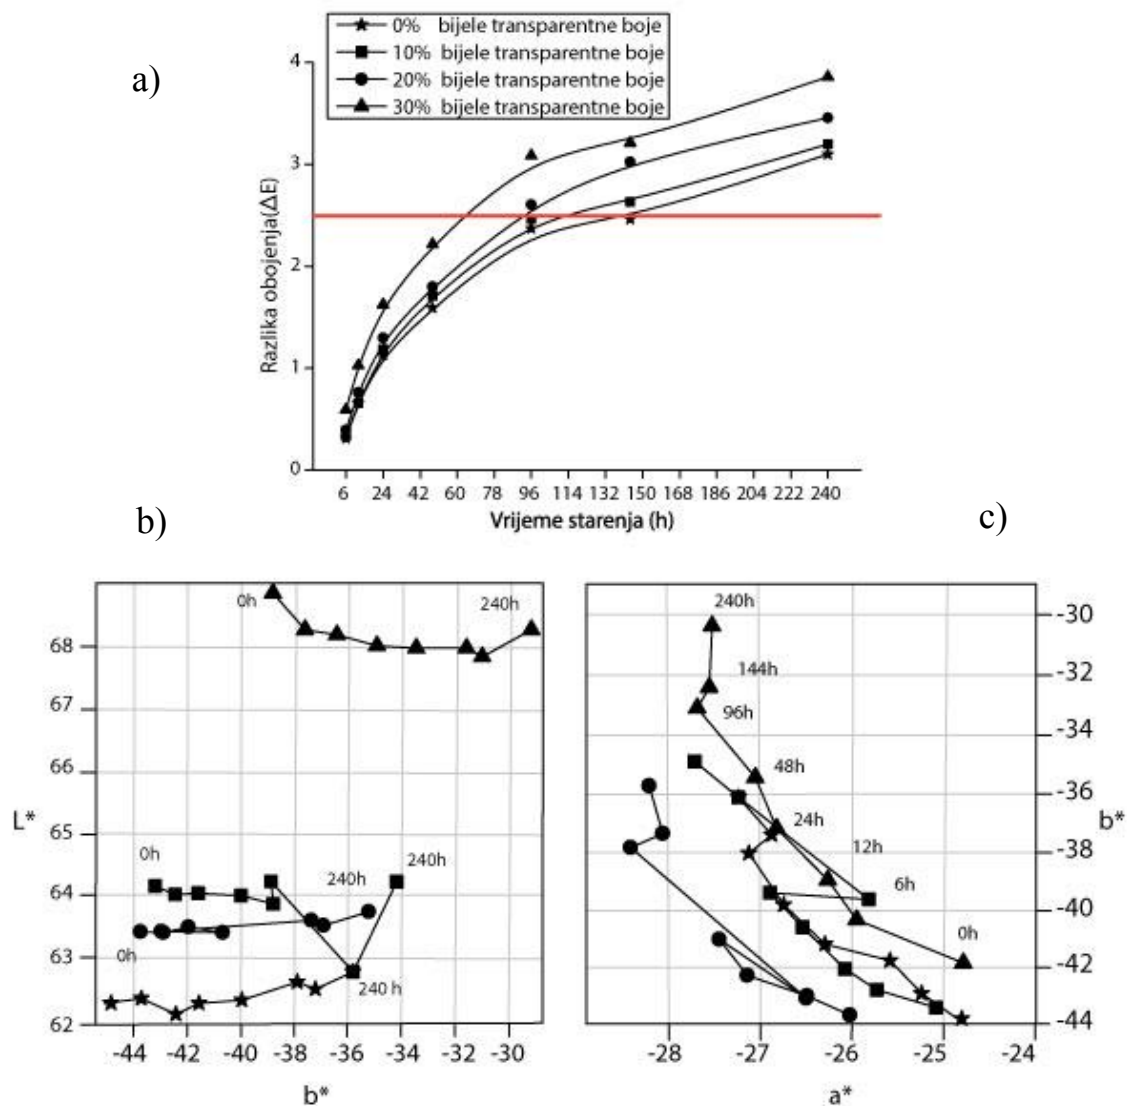 a)
0% bijele transparentne boje
10% bijele transparentne boje
20% bijele transparentne boje
30% bijele transparentne boje
4
3
2
1
0
Razlika obojenja(ΔE)
6 24 42 60 78 96 114 132 150 168 186 204 222 240
Vrijeme starenja (h)
b)
c)
0h
240h
68
67
66
65
64
63
62
L*
0h
240h
240h
0h
240 h
-44 -42 -40 -38 -36 -34 -32 -30
b*
240h
144h
96h
48h
24h
12h
6h
0h
-30
-32
-34
-36
-38
-40
-42
-44
b*
-28 -27 -26 -25 -24
a*